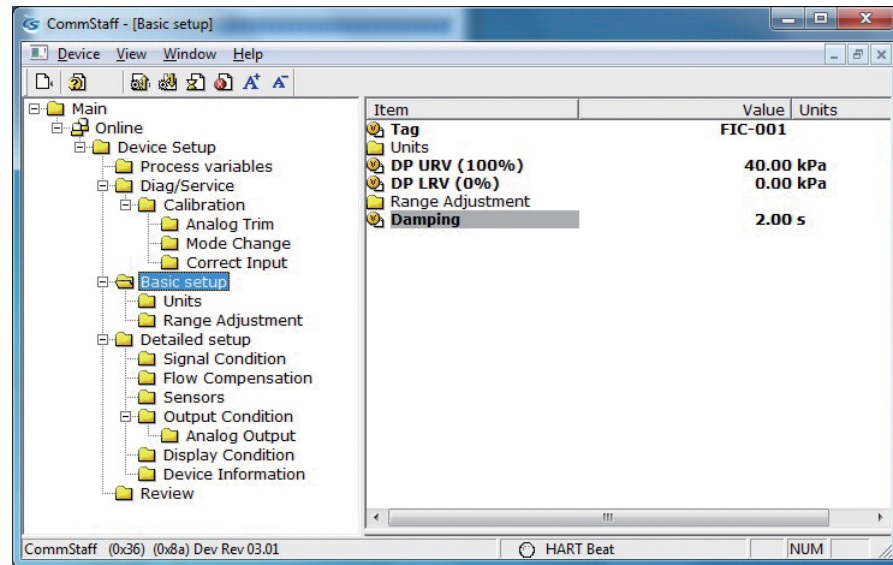 CommStaff - [Basic setup]
Device View Window Help
Main
Online
Device Setup
Process variables
Diag/Service
Calibration
Analog Trim
Mode Change
Correct Input
Basic setup
Units
Range Adjustment
Detailed setup
Signal Condition
Flow Compensation
Sensors
Output Condition
Analog Output
Display Condition
Device Information
Review
Item Value Units
Tag FIC-001
Units
DP URV (100%) 40.00 kPa
DP LRV (0%) 0.00 kPa
Range Adjustment
Damping 2.00 s
CommStaff (0x36) (0x8a) Dev Rev 03.01 HART Beat NUM